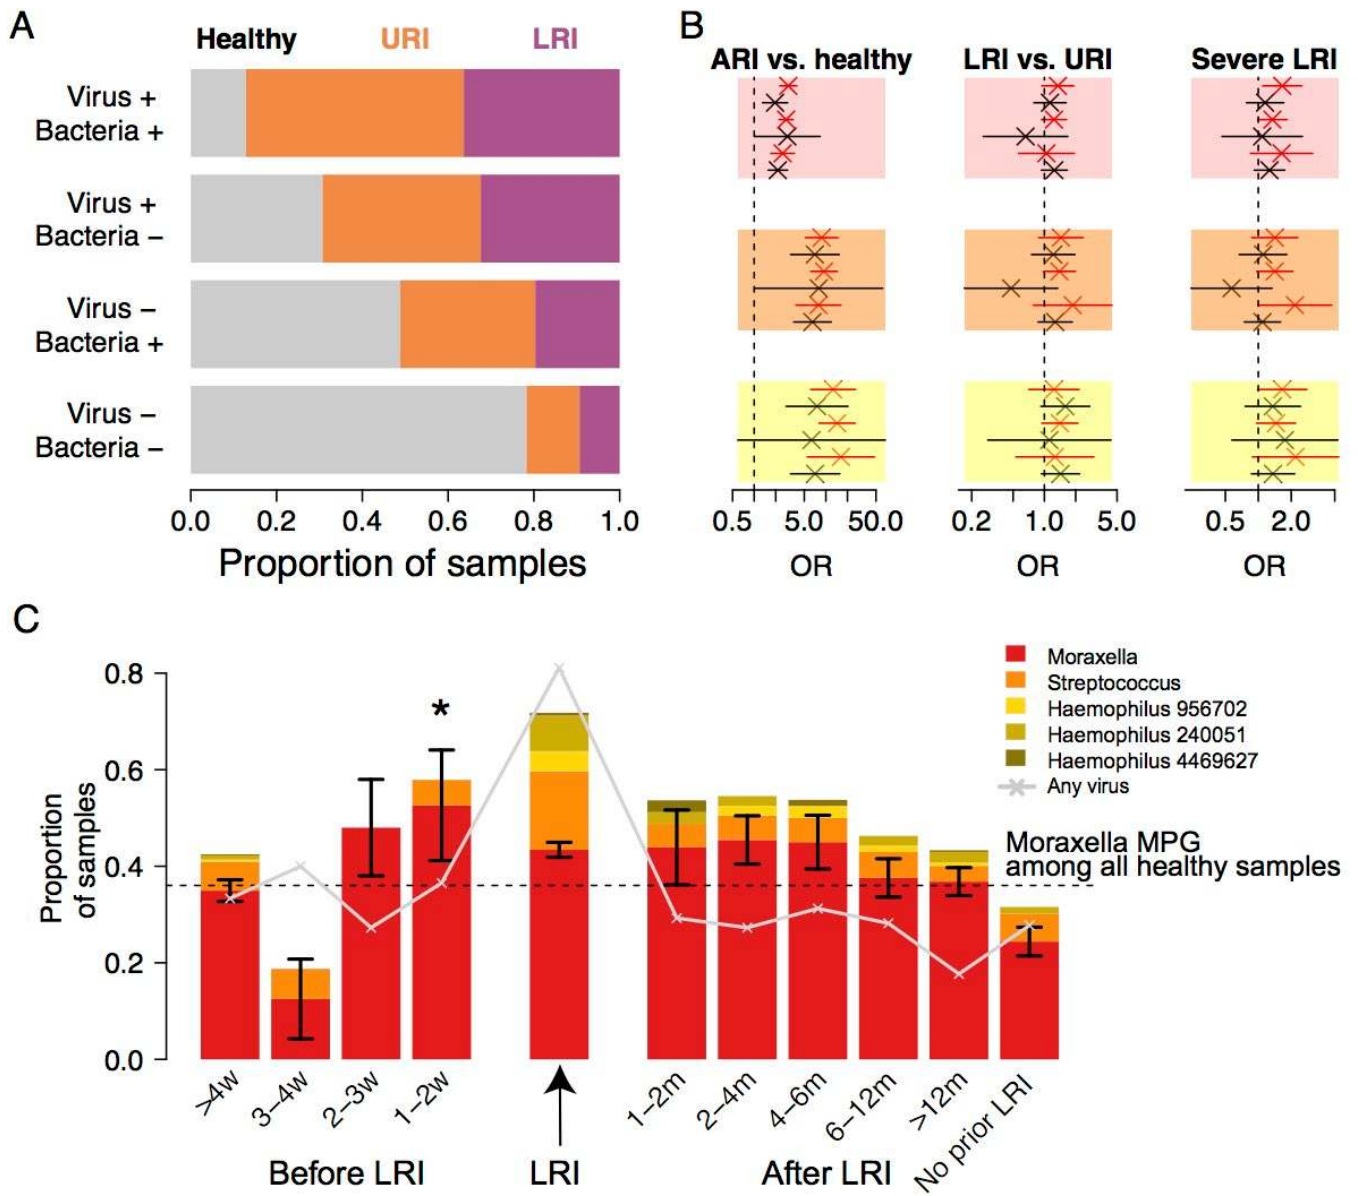 A
Healthy URI LRI
Virus +
Bacteria +
Virus +
Bacteria −
Virus −
Bacteria +
Virus −
Bacteria −
0.0 0.2 0.4 0.6 0.8 1.0
Proportion of samples
B
ARI vs. healthy LRI vs. URI Severe LRI
0.5 5.0 50.0 0.2 1.0 5.0 0.5 2.0
OR OR OR
C
Proportion
of samples
0.8
0.6
0.4
0.2
0.0
*
Moraxella
Streptococcus
Haemophilus 956702
Haemophilus 240051
Haemophilus 4469627
Any virus
Moraxella MPG
among all healthy samples
>4w 3−4w 2−3w 1−2w 1−2m 2−4m 4−6m 6−12m >12m No prior LRI
Before LRI LRI After LRI